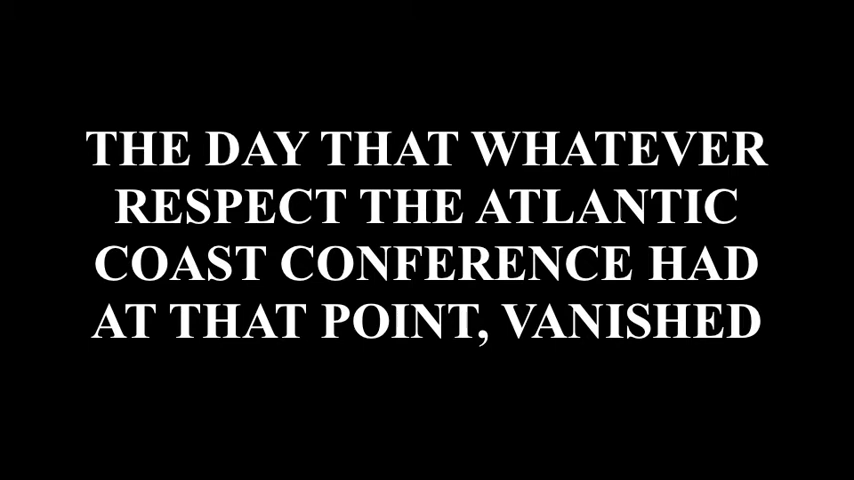 THE DAY THAT WHATEVER
RESPECT THE ATLANTIC
COAST CONFERENCE HAD
AT THAT POINT, VANISHED